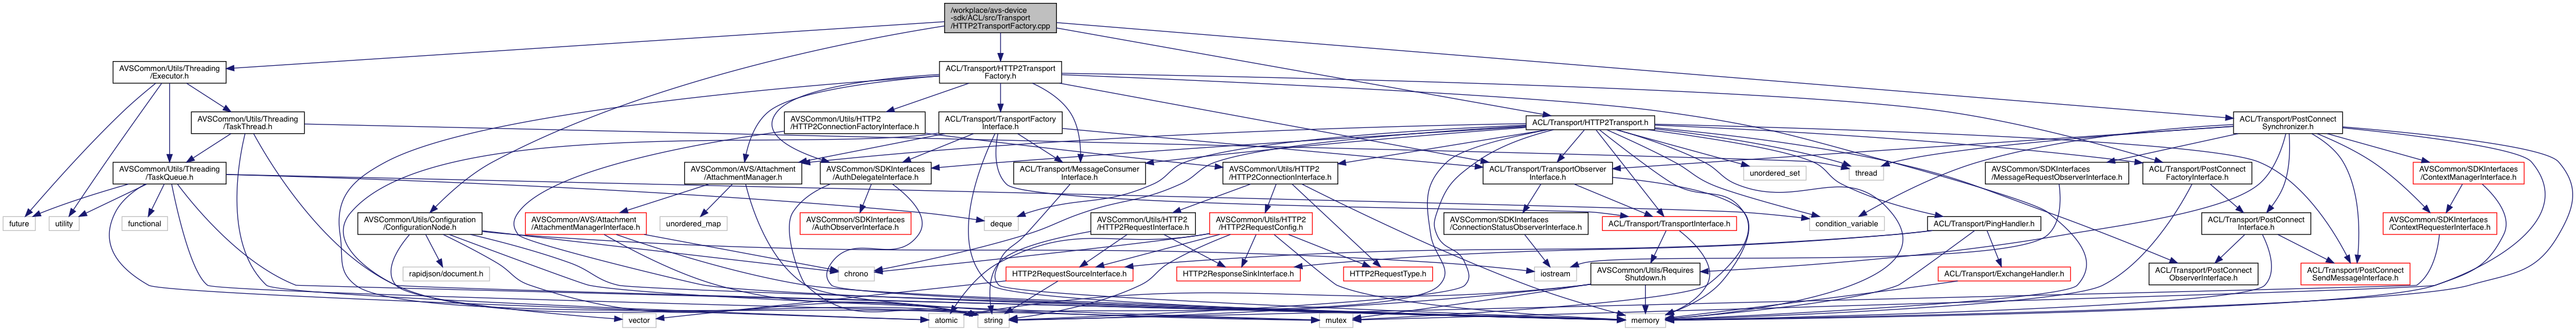 /workplace/avs-device
-sdk/ACL/src/Transport
/HTTP2TransportFactory.cpp
AVSCommon/Utils/Threading
/Executor.h
ACL/Transport/HTTP2Transport
Factory.h
AVSCommon/Utils/Threading
/TaskThread.h
AVSCommon/Utils/HTTP2
/HTTP2ConnectionFactoryInterface.h
ACL/Transport/TransportFactory
Interface.h
ACL/Transport/HTTP2Transport.h
ACL/Transport/PostConnect
Synchronizer.h
AVSCommon/Utils/Threading
/TaskQueue.h
AVSCommon/AVS/Attachment
/AttachmentManager.h
AVSCommon/SDKInterfaces
/AuthDelegateInterface.h
ACL/Transport/MessageConsumer
Interface.h
AVSCommon/Utils/HTTP2
/HTTP2ConnectionInterface.h
ACL/Transport/TransportObserver
Interface.h
unordered_set
thread
AVSCommon/SDKInterfaces
/MessageRequestObserverInterface.h
ACL/Transport/PostConnect
FactoryInterface.h
AVSCommon/SDKInterfaces
/ContextManagerInterface.h
future
utility
functional
AVSCommon/Utils/Configuration
/ConfigurationNode.h
AVSCommon/AVS/Attachment
/AttachmentManagerInterface.h
unordered_map
AVSCommon/SDKInterfaces
/AuthObserverInterface.h
deque
AVSCommon/Utils/HTTP2
/HTTP2RequestInterface.h
AVSCommon/Utils/HTTP2
/HTTP2RequestConfig.h
AVSCommon/SDKInterfaces
/ConnectionStatusObserverInterface.h
ACL/Transport/TransportInterface.h
condition_variable
ACL/Transport/PingHandler.h
ACL/Transport/PostConnect
Interface.h
AVSCommon/SDKInterfaces
/ContextRequesterInterface.h
rapidjson/document.h
chrono
HTTP2RequestSourceInterface.h
HTTP2ResponseSinkInterface.h
HTTP2RequestType.h
iostream
AVSCommon/Utils/Requires
Shutdown.h
ACL/Transport/ExchangeHandler.h
ACL/Transport/PostConnect
ObserverInterface.h
ACL/Transport/PostConnect
SendMessageInterface.h
vector
atomic
string
mutex
memory